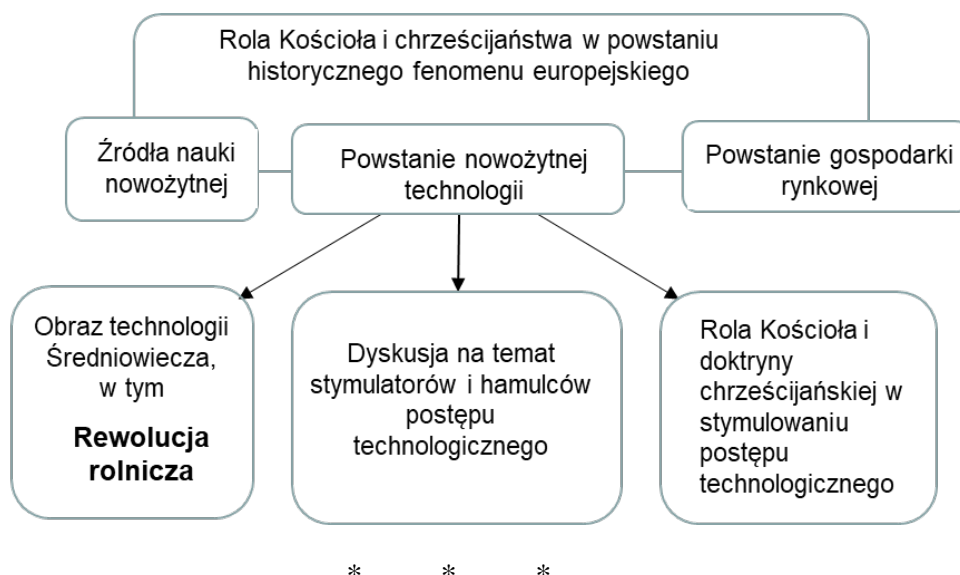 Rola Kościoła i chrześcijaństwa w powstaniu
historycznego fenomenu europejskiego
Źródła nauki
nowożytnej
Powstanie nowożytnej
technologii
Powstanie gospodarki
rynkowej
Obraz technologii
Średniowiecza,
w tym
Rewolucja
rolnicza
Dyskusja na temat
stymulatorów i hamulców
postępu
technologicznego
Rola Kościoła i
doktryny
chrześcijańskiej w
stymulowaniu
postępu
technologicznego
* * *